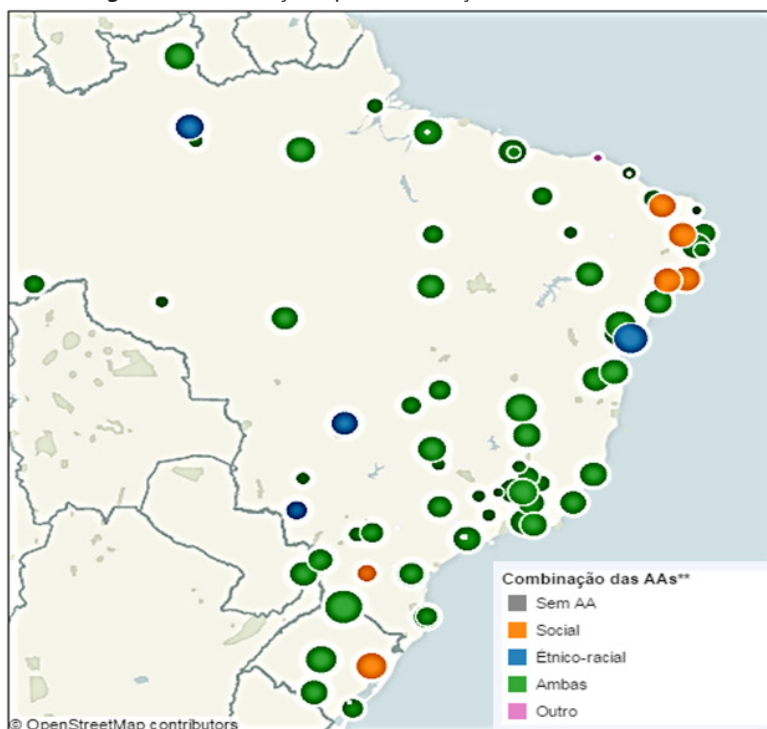 Combinação das AAs**
Sem AA
Social
Étnico-racial
Ambas
Outro
© OpenStreetMap contributors